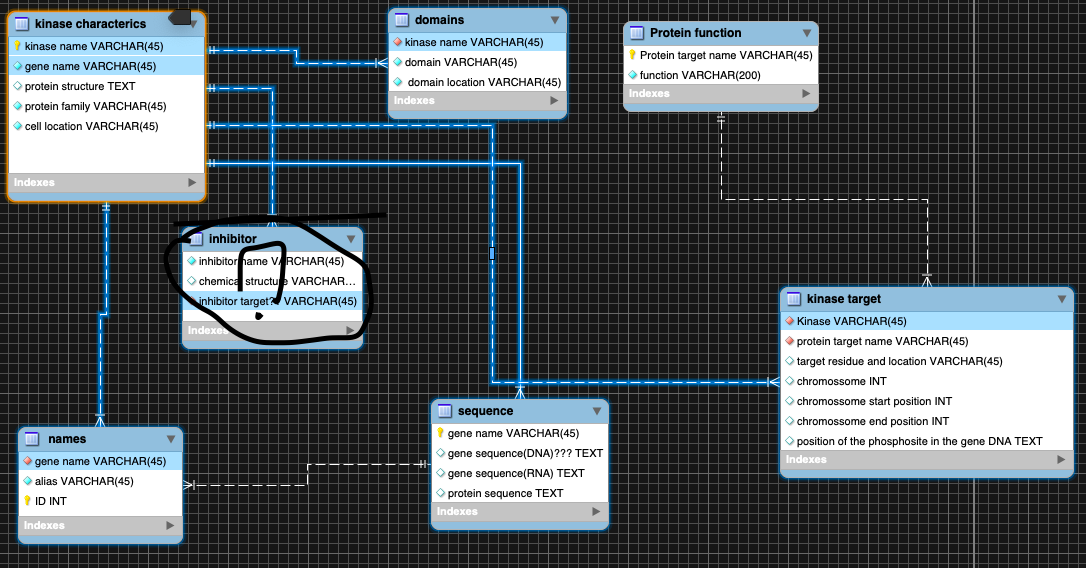 kinase characterics
kinase name VARCHAR(45)
gene name VARCHAR(45)
protein structure TEXT
protein family VARCHAR(45)
cell location VARCHAR(45)
Indexes
domains
kinase name VARCHAR(45)
domain VARCHAR(45)
domain location VARCHAR(45)
Indexes
Protein function
Protein target name VARCHAR(45)
function VARCHAR(200)
Indexes
inhibitor
inhibitor name VARCHAR(45)
chemical structure VARCHAR...
inhibitor target? VARCHAR(45)
Indexes
?
kinase target
Kinase VARCHAR(45)
protein target name VARCHAR(45)
target residue and location VARCHAR(45)
chromossome INT
chromossome start position INT
chromossome end position INT
position of the phosphosite in the gene DNA TEXT
Indexes
names
gene name VARCHAR(45)
alias VARCHAR(45)
ID INT
Indexes
sequence
gene name VARCHAR(45)
gene sequence(DNA)??? TEXT
gene sequence(RNA) TEXT
protein sequence TEXT
Indexes